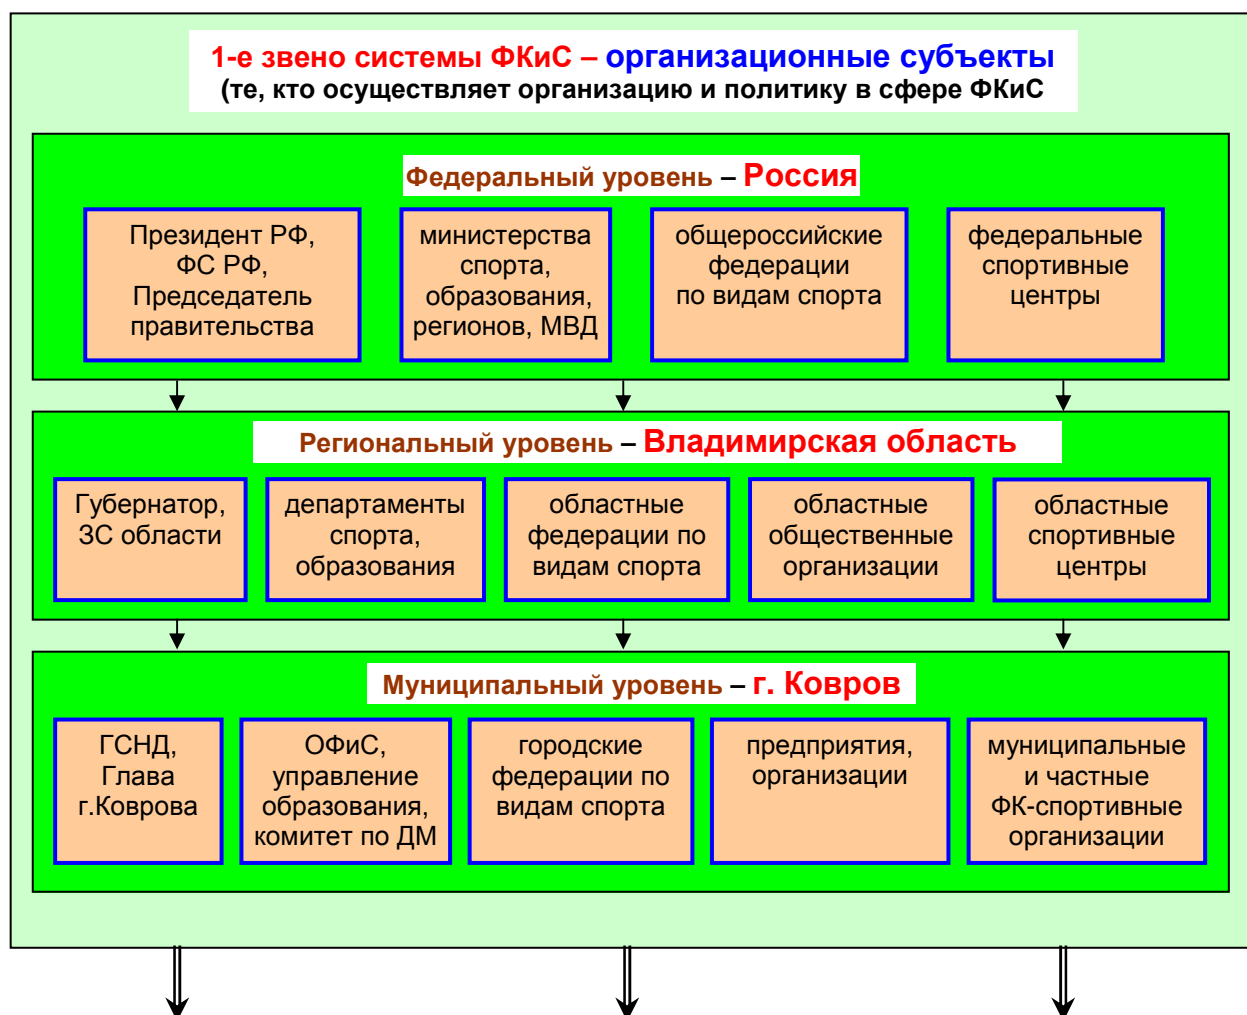 1-е звено системы ФКиС – организационные субъекты
(те, кто осуществляет организацию и политику в сфере ФКиС
Федеральный уровень – Россия
Президент РФ,
ФС РФ,
Председатель
правительства
министерства
спорта,
образования,
регионов, МВД
общероссийские
федерации
по видам спорта
федеральные
спортивные
центры
Региональный уровень – Владимирская область
Губернатор,
ЗС области
департаменты
спорта,
образования
областные
федерации по
видам спорта
областные
общественные
организации
областные
спортивные
центры
Муниципальный уровень – г. Ковров
ГСНД,
Глава
г.Коврова
ОФиС,
управление
образования,
комитет по ДМ
городские
федерации по
видам спорта
предприятия,
организации
муниципальные
и частные
ФК-спортивные
организации